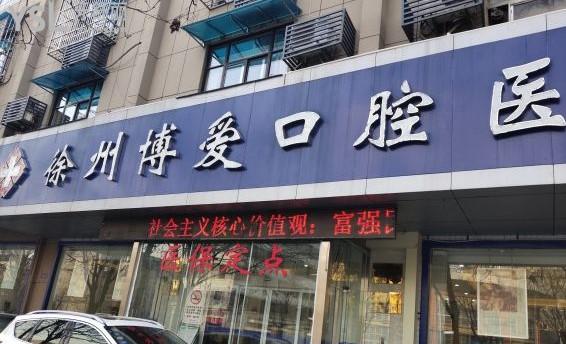 徐州博爱口腔医
社会主义核心价值观：富强
医保定点